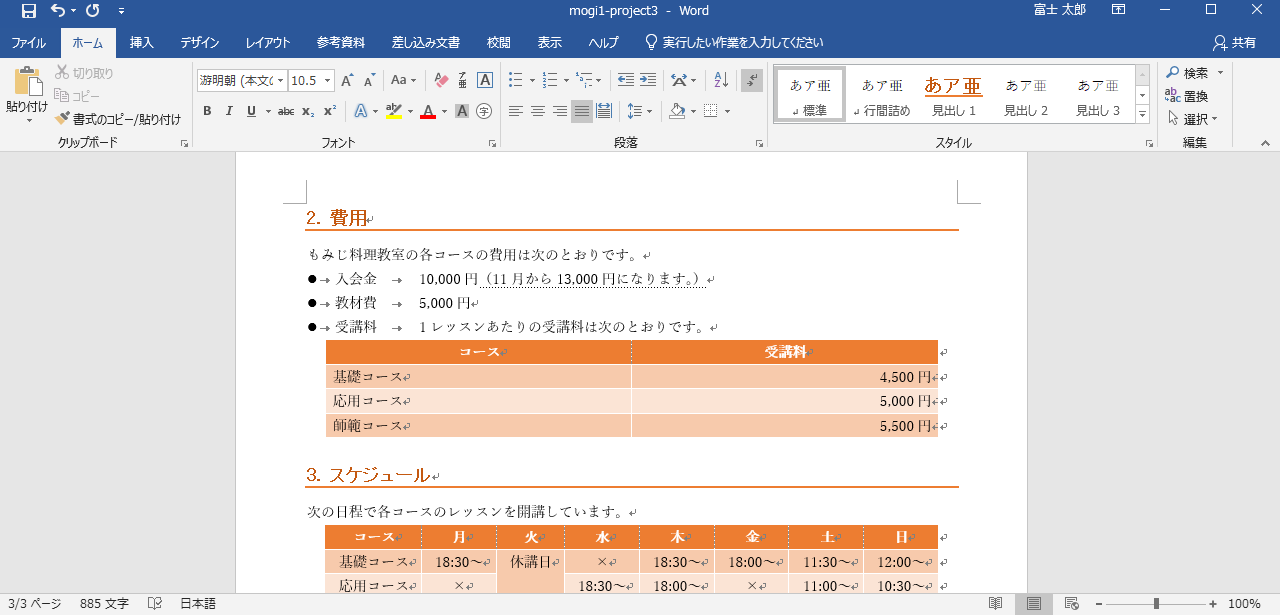 mogi1-project3 - Word
富士 太郎
ファイル ホーム 挿入 デザイン レイアウト 参考資料 差し込み文書 校閲 表示 ヘルプ 実行したい作業を入力してください 共有
貼り付け
切り取り
コピー
書式のコピー/貼り付け
クリップボード
游明朝 (本文の 10.5
フォント
段落
あア亜 あア亜 あア亜 あア亜 あア亜
標準 行間詰め 見出し 1 見出し 2 見出し 3
スタイル
検索
置換
選択
編集
2. 費用
もみじ料理教室の各コースの費用は次のとおりです。
● 入会金 10,000 円（11 月から 13,000 円になります。）
● 教材費 5,000 円
● 受講料 1 レッスンあたりの受講料は次のとおりです。
コース 受講料
基礎コース 4,500 円
応用コース 5,000 円
師範コース 5,500 円
3. スケジュール
次の日程で各コースのレッスンを開講しています。
コース 月 火 水 木 金 土 日
基礎コース 18:30～ 休講日 × 18:30～ 18:00～ 11:30～ 12:00～
応用コース × 18:30～ 18:00～ × 11:00～ 10:30～
3/3 ページ 885 文字 日本語 100%